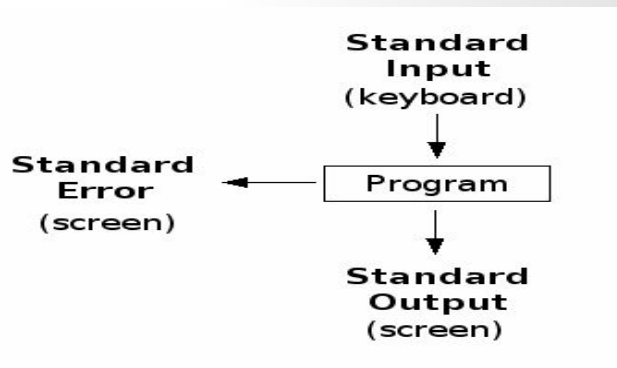 Standard
Input
(keyboard)
Standard
Error
(screen)
Program
Standard
Output
(screen)